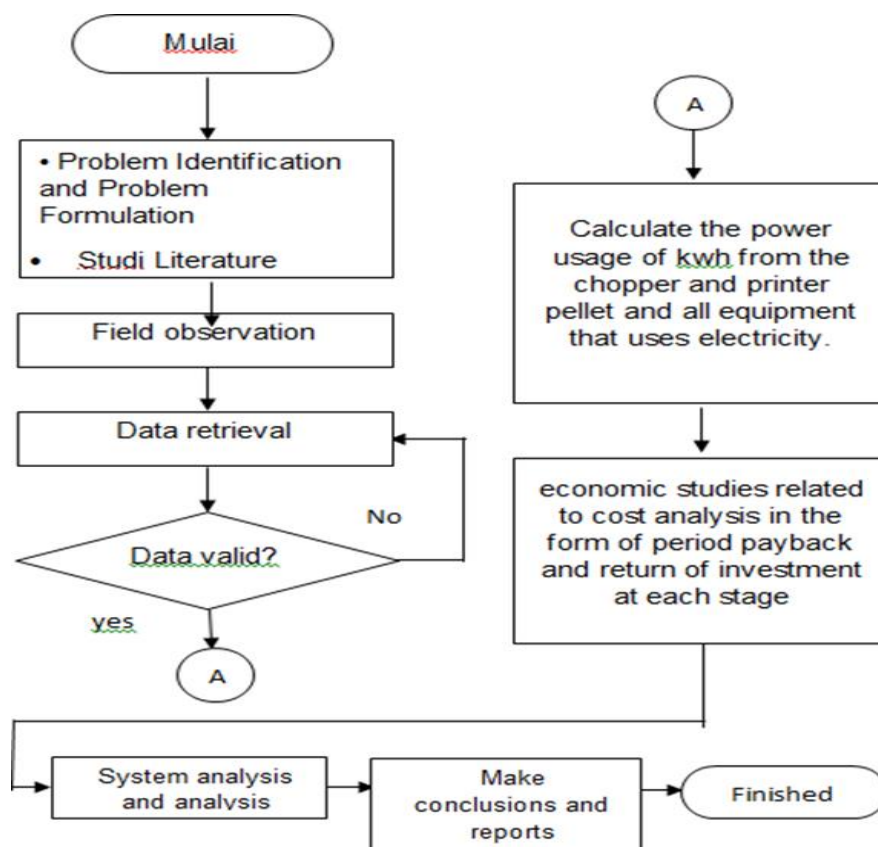 Mulai
• Problem Identification
and Problem
Formulation
• Studi Literature
Field observation
Data retrieval
No
Data valid?
yes
A
A
Calculate the power
usage of kwh from the
chopper and printer
pellet and all equipment
that uses electricity.
economic studies related
to cost analysis in the
form of period payback
and return of investment
at each stage
System analysis
and analysis
Make
conclusions and
reports
Finished